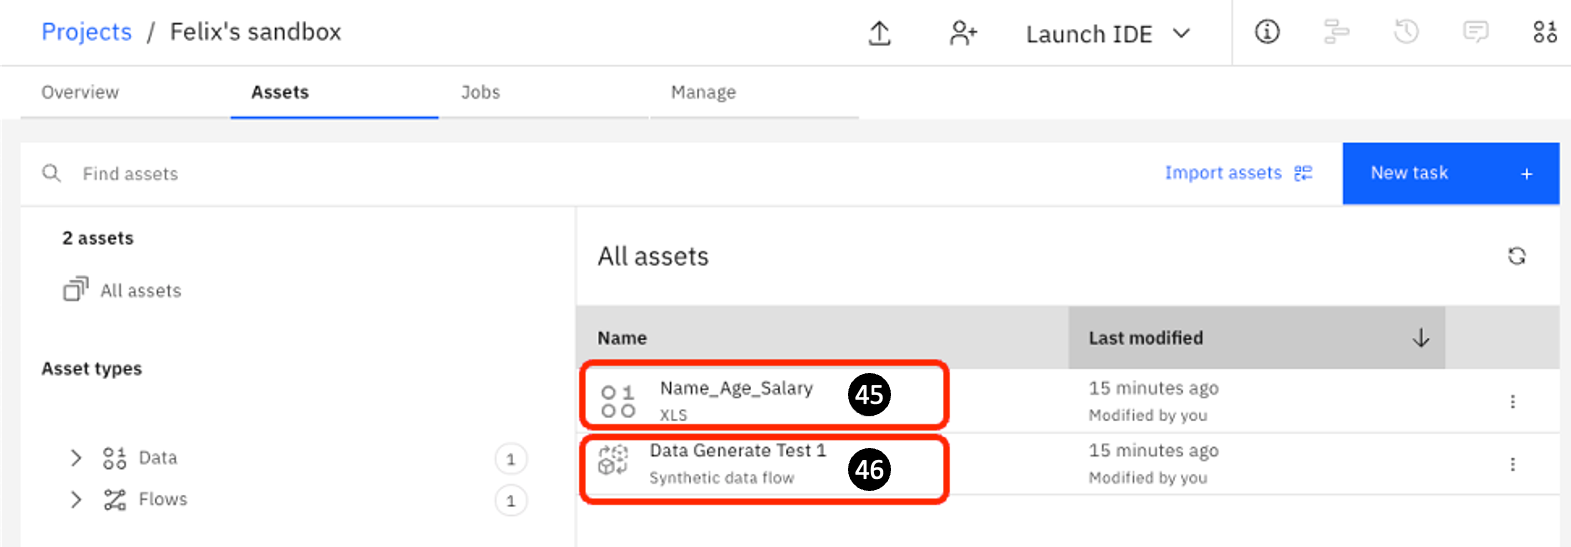 Projects / Felix's sandbox
Launch IDE
Overview Assets Jobs Manage
Find assets
Import assets
New task +
2 assets
All assets
Asset types
Data 1
Flows 1
All assets
Name Last modified
Name_Age_Salary 45 15 minutes ago
XLS Modified by you
Data Generate Test 1 46 15 minutes ago
Synthetic data flow Modified by you